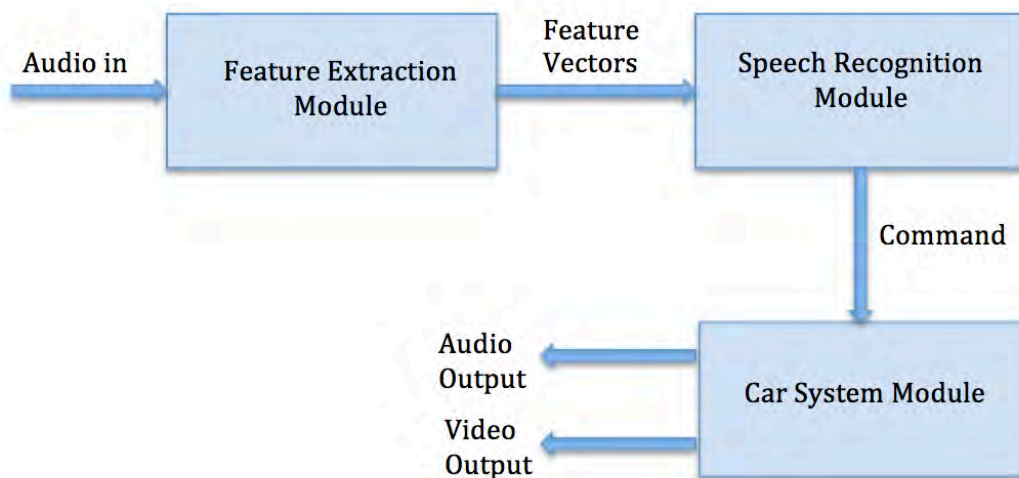 Audio in
Feature Extraction
Module
Feature
Vectors
Speech Recognition
Module
Command
Car System Module
Audio
Output
Video
Output